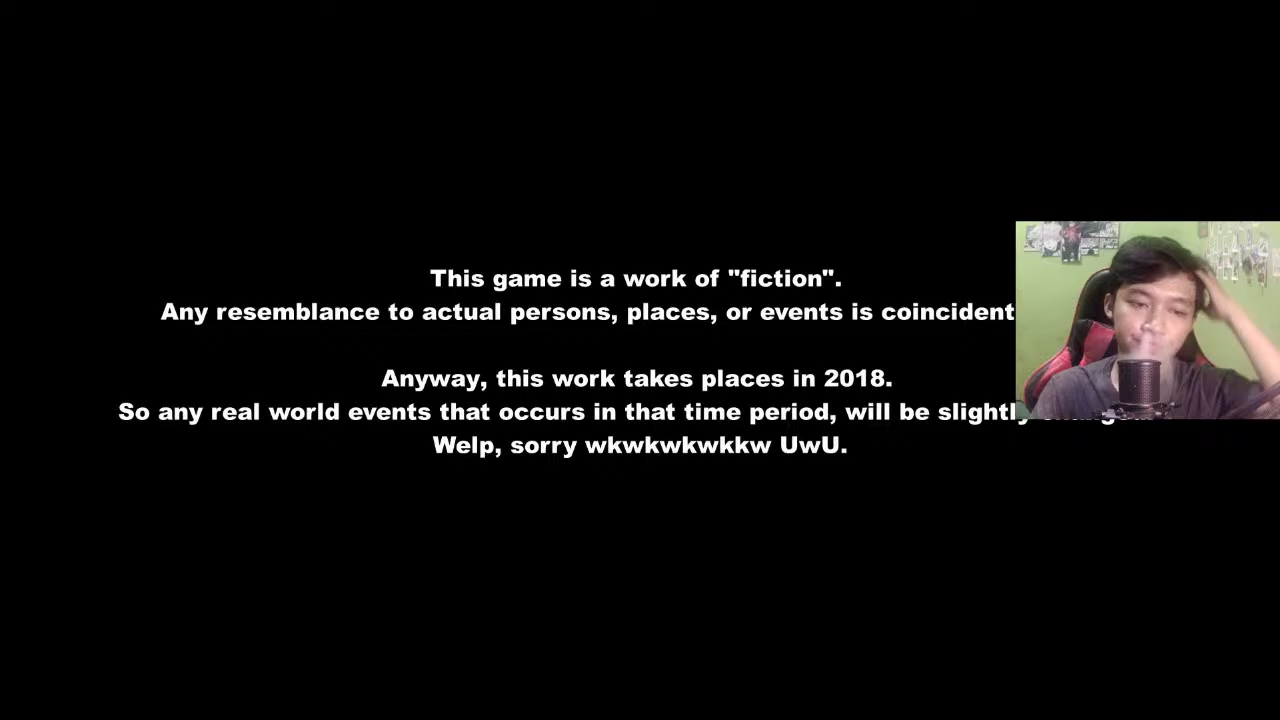 This game is a work of "fiction".
Any resemblance to actual persons, places, or events is
Anyway, this work takes places in 2018.
So any real world events that occurs in that time period, will be
Welp, sorry wkwkwkwkkw UwU.